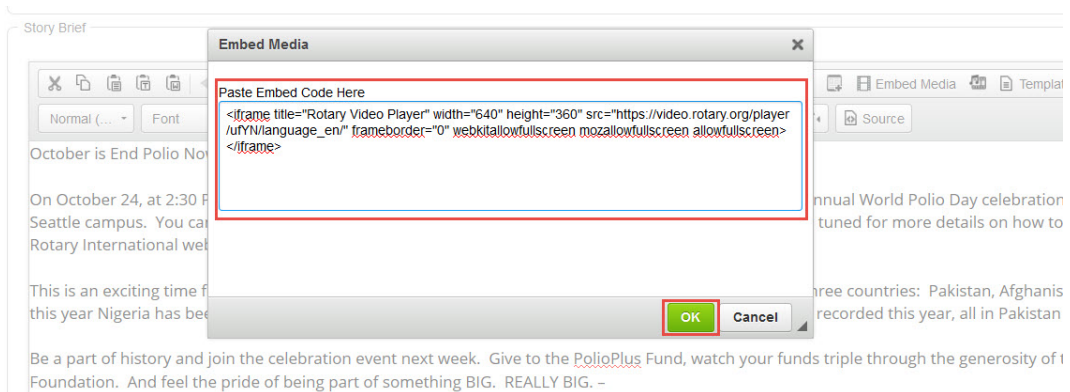 Story Brief
Embed Media
Embed Media
Templat
Normal (...
Font
Source
Paste Embed Code Here
<iframe title="Rotary Video Player" width="640" height="360" src="https://video.rotary.org/player
/ufYN/language_en/" frameborder="0" webkitallowfullscreen mozallowfullscreen allowfullscreen>
</iframe>
October is End Polio No
On October 24, at 2:30 nnual World Polio Day celebration
Seattle campus. You ca tuned for more details on how to
Rotary International we
This is an exciting time hree countries: Pakistan, Afghanis
this year Nigeria has bee recorded this year, all in Pakistan
OK
Cancel
Be a part of history and join the celebration event next week. Give to the PolioPlus Fund, watch your funds triple through the generosity of
Foundation. And feel the pride of being part of something BIG. REALLY BIG. –